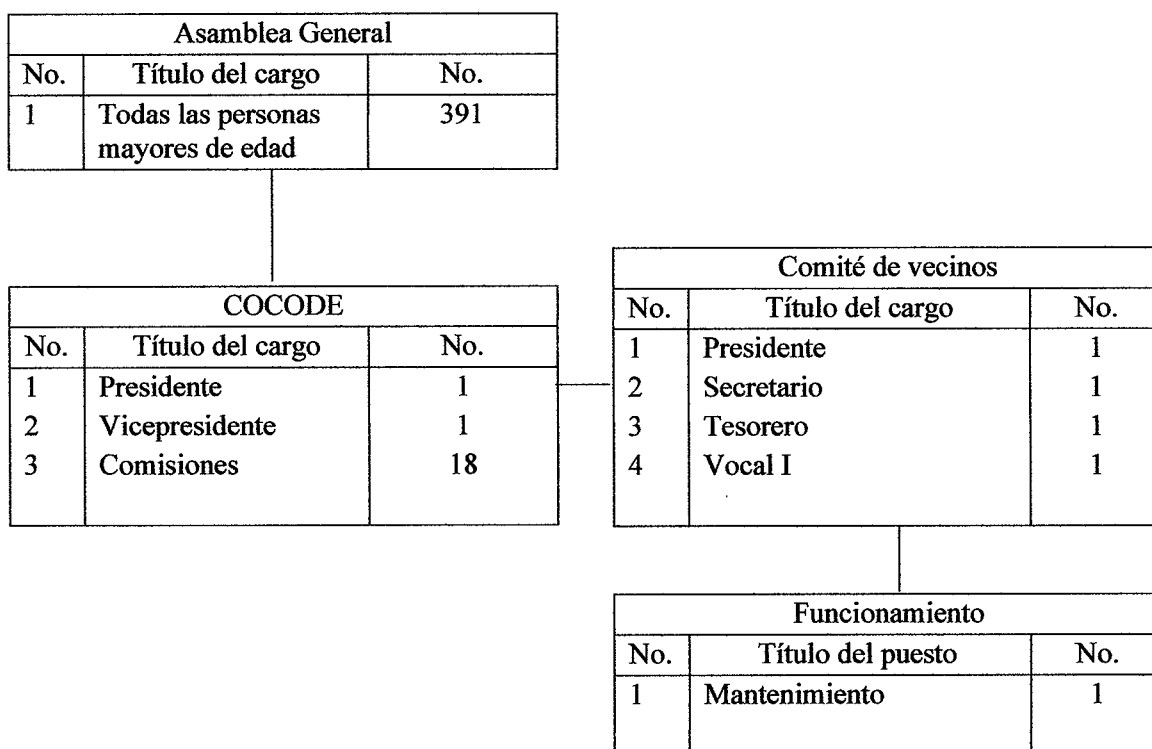 Asamblea General
No. Título del cargo No.
1 Todas las personas 391
mayores de edad
COCODE
No. Título del cargo No.
1 Presidente 1
2 Vicepresidente 1
3 Comisiones 18
Comité de vecinos
No. Título del cargo No.
1 Presidente 1
2 Secretario 1
3 Tesorero 1
4 Vocal I 1
Funcionamiento
No. Título del puesto No.
1 Mantenimiento 1